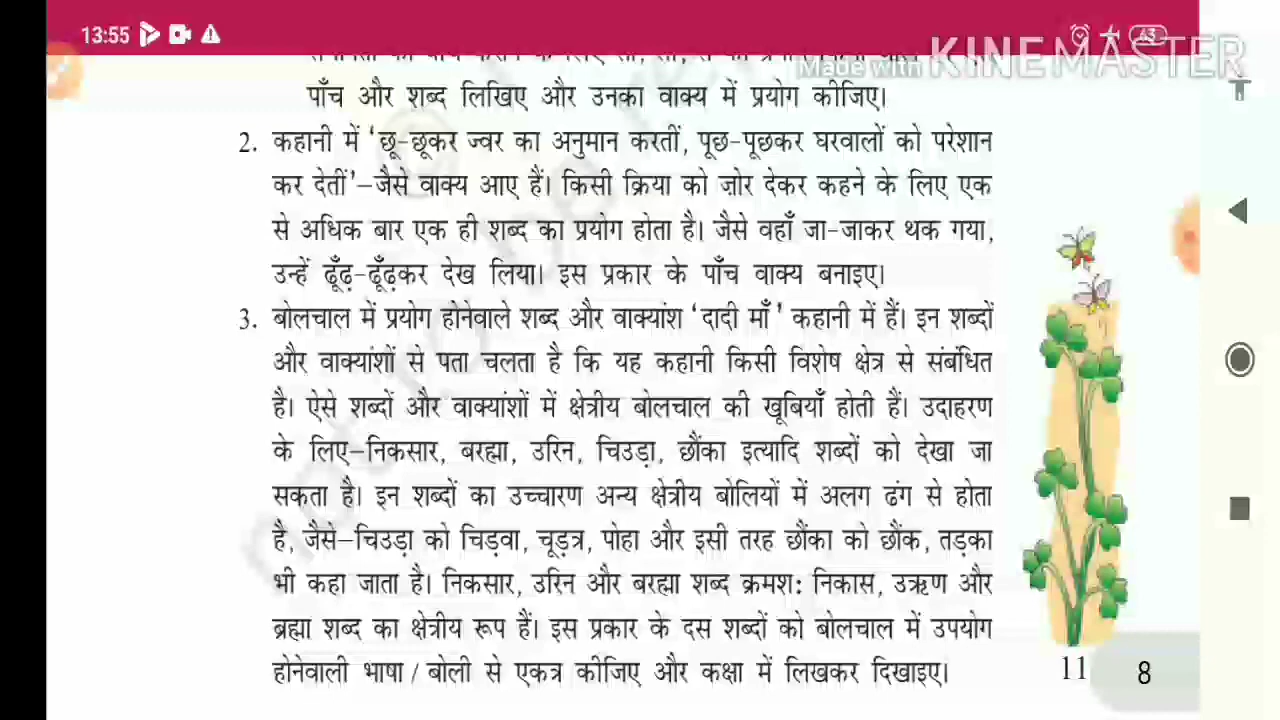 13:55
63
Made with KINEMASTER
पाँच और शब्द लिखिए और उनका वाक्य में प्रयोग कीजिए।
2. कहानी में ‘छू-छूकर ज्वर का अनुमान करतीं, पूछ-पूछकर घरवालों को परेशान
कर देतीं’–जैसे वाक्य आए हैं। किसी क्रिया को ज़ोर देकर कहने के लिए एक
से अधिक बार एक ही शब्द का प्रयोग होता है। जैसे वहाँ जा-जाकर थक गया,
उन्हें ढूँढ़-ढूँढ़कर देख लिया। इस प्रकार के पाँच वाक्य बनाइए।
3. बोलचाल में प्रयोग होनेवाले शब्द और वाक्यांश ‘दादी माँ’ कहानी में हैं। इन शब्दों
और वाक्यांशों से पता चलता है कि यह कहानी किसी विशेष क्षेत्र से संबंधित
है। ऐसे शब्दों और वाक्यांशों में क्षेत्रीय बोलचाल की खूबियाँ होती हैं। उदाहरण
के लिए–निकसार, बरह्मा, उरिन, चिउड़ा, छौंका इत्यादि शब्दों को देखा जा
सकता है। इन शब्दों का उच्चारण अन्य क्षेत्रीय बोलियों में अलग ढंग से होता
है, जैसे–चिउड़ा को चिड़वा, चूड़त्र, पोहा और इसी तरह छौंका को छौंक, तड़का
भी कहा जाता है। निकसार, उरिन और बरह्मा शब्द क्रमशः निकास, उऋण और
ब्रह्मा शब्द का क्षेत्रीय रूप हैं। इस प्रकार के दस शब्दों को बोलचाल में उपयोग
होनेवाली भाषा / बोली से एकत्र कीजिए और कक्षा में लिखकर दिखाइए।
11
8